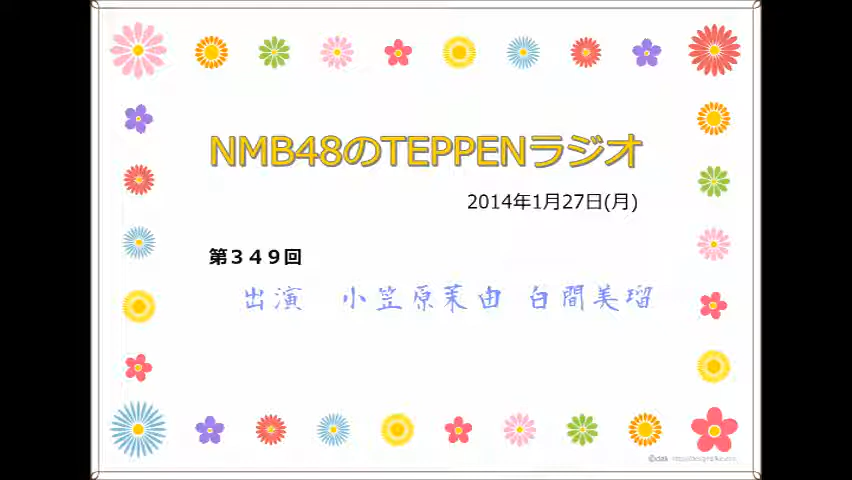 NMB48のTEPPENラジオ
2014年1月27日(月)
第３４９回
出演 小笠原茉由 白間美瑠